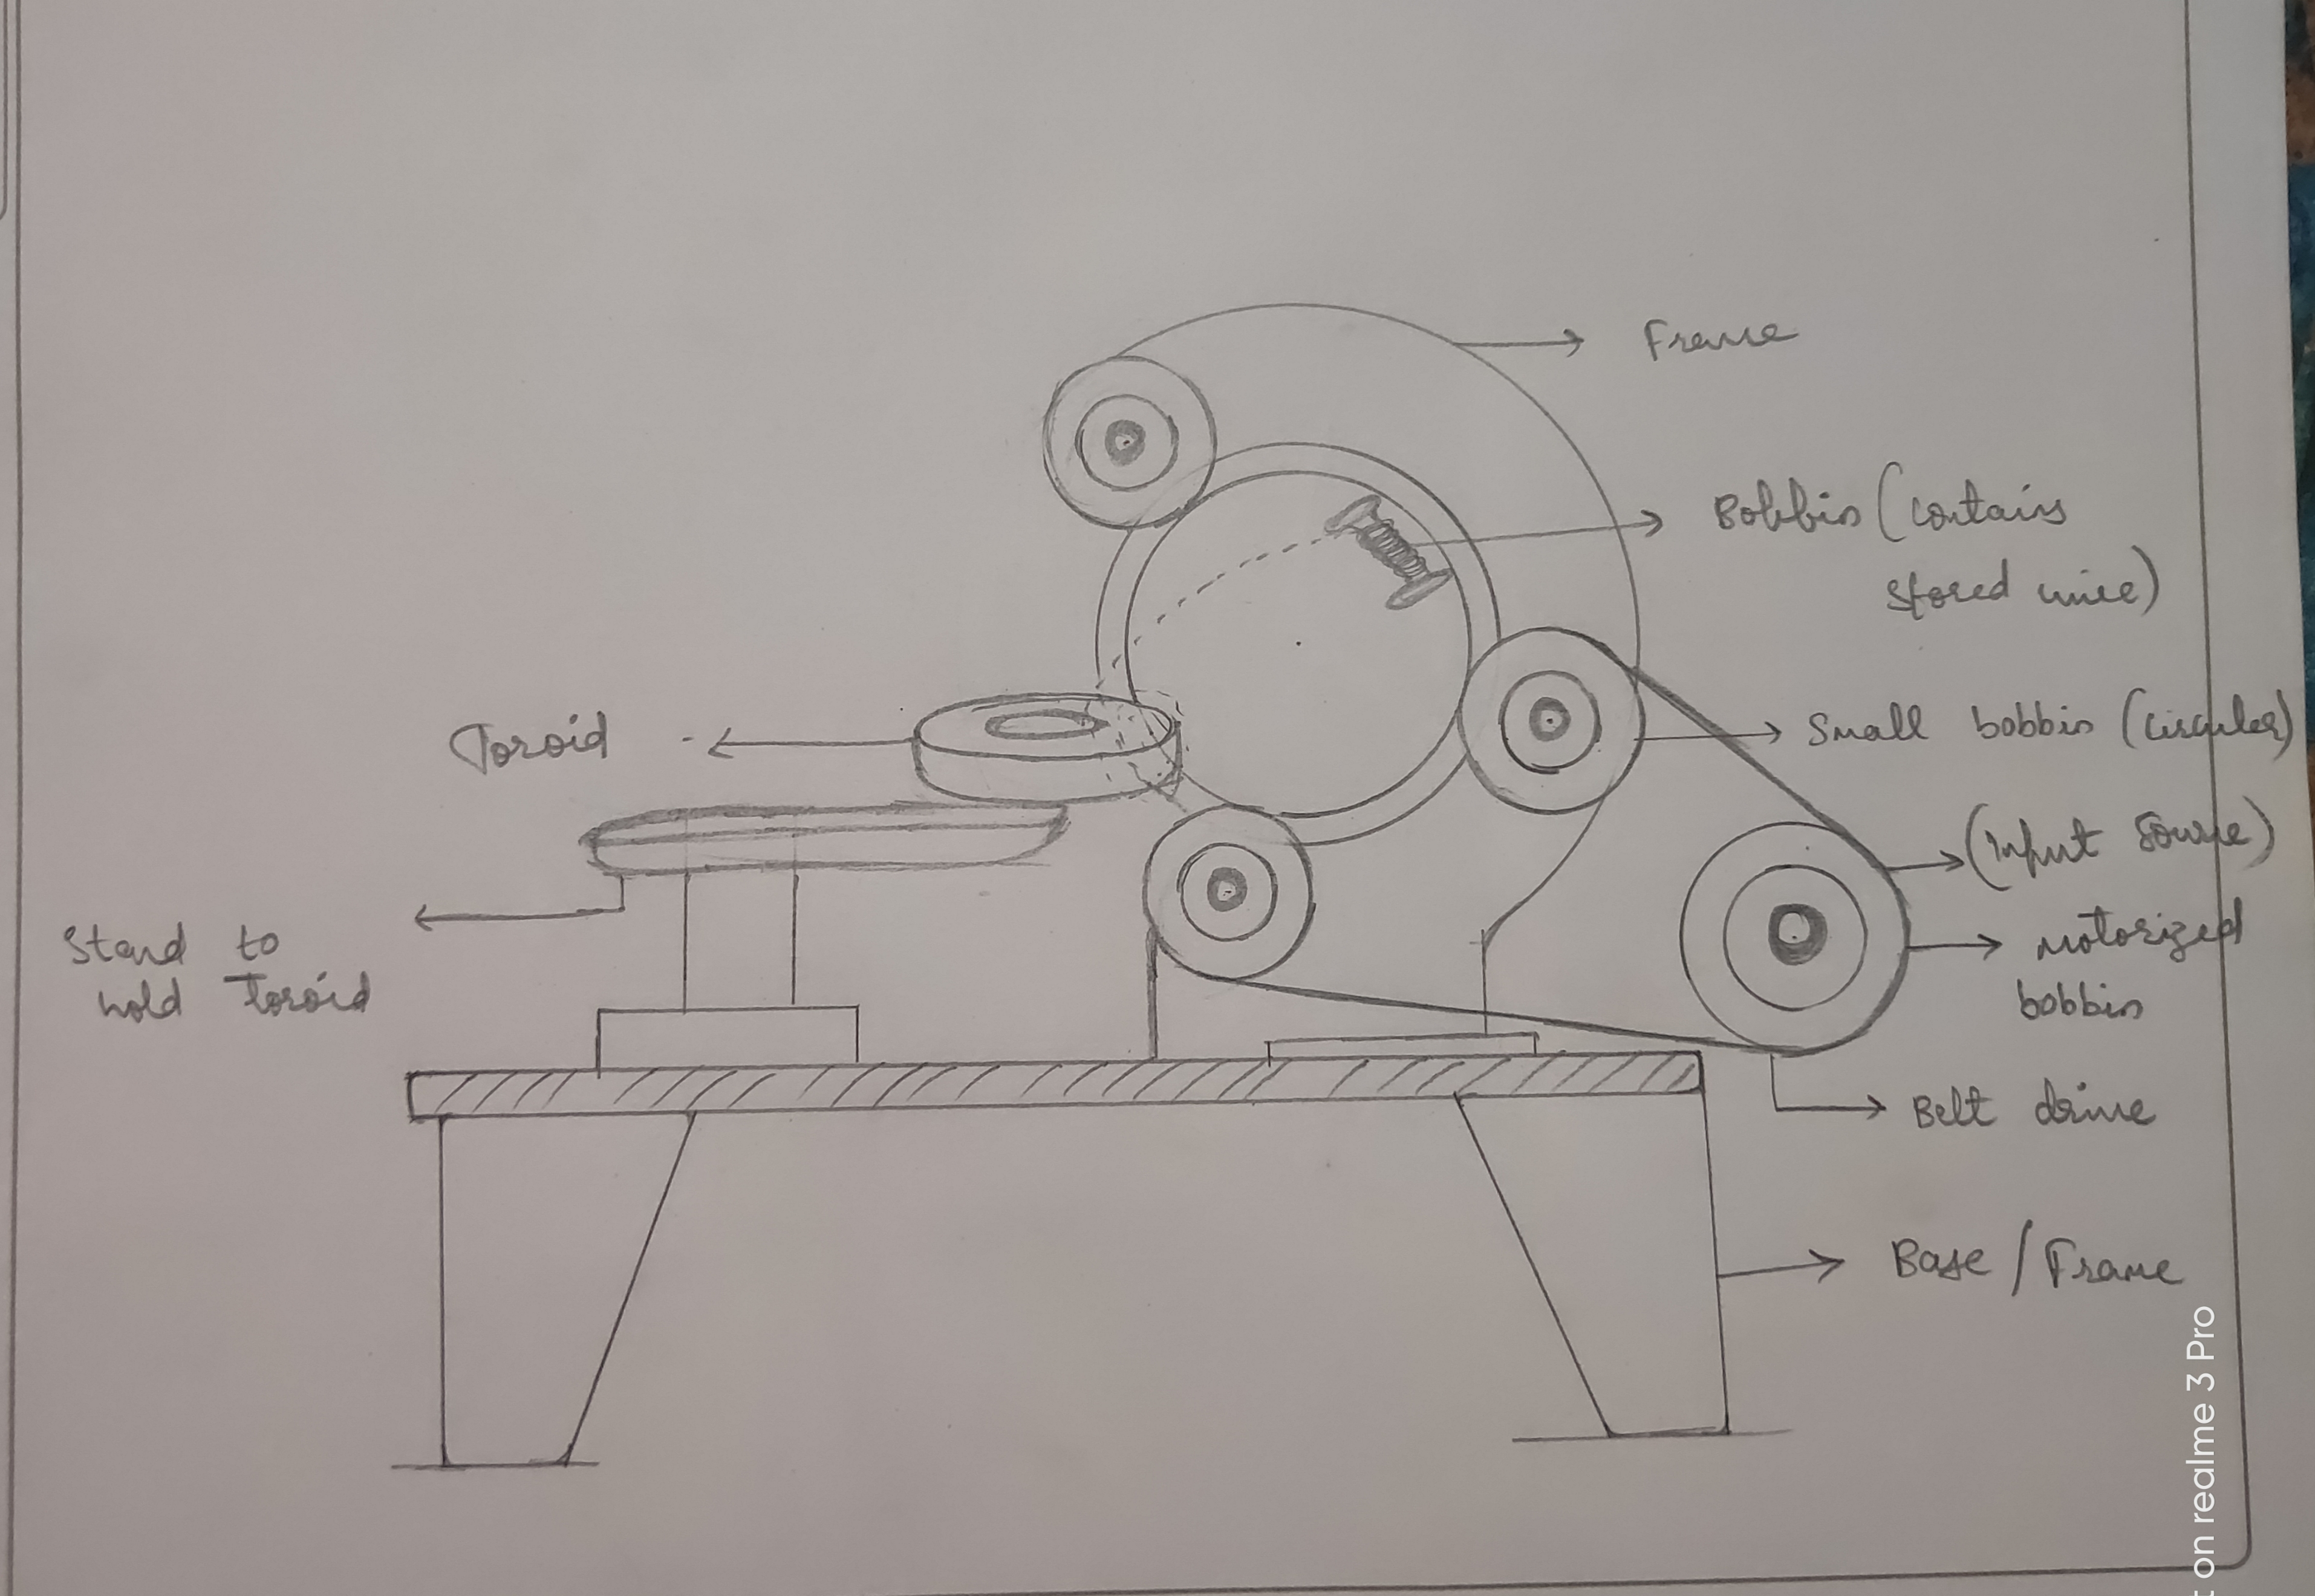 Frame
Bobbin (contains
stored wire)
Toroid
Small bobbin (circular)
(Input source)
Stand to
hold Toroid
motorized
bobbin
Belt drive
Base / Frame
t on realme 3 Pro